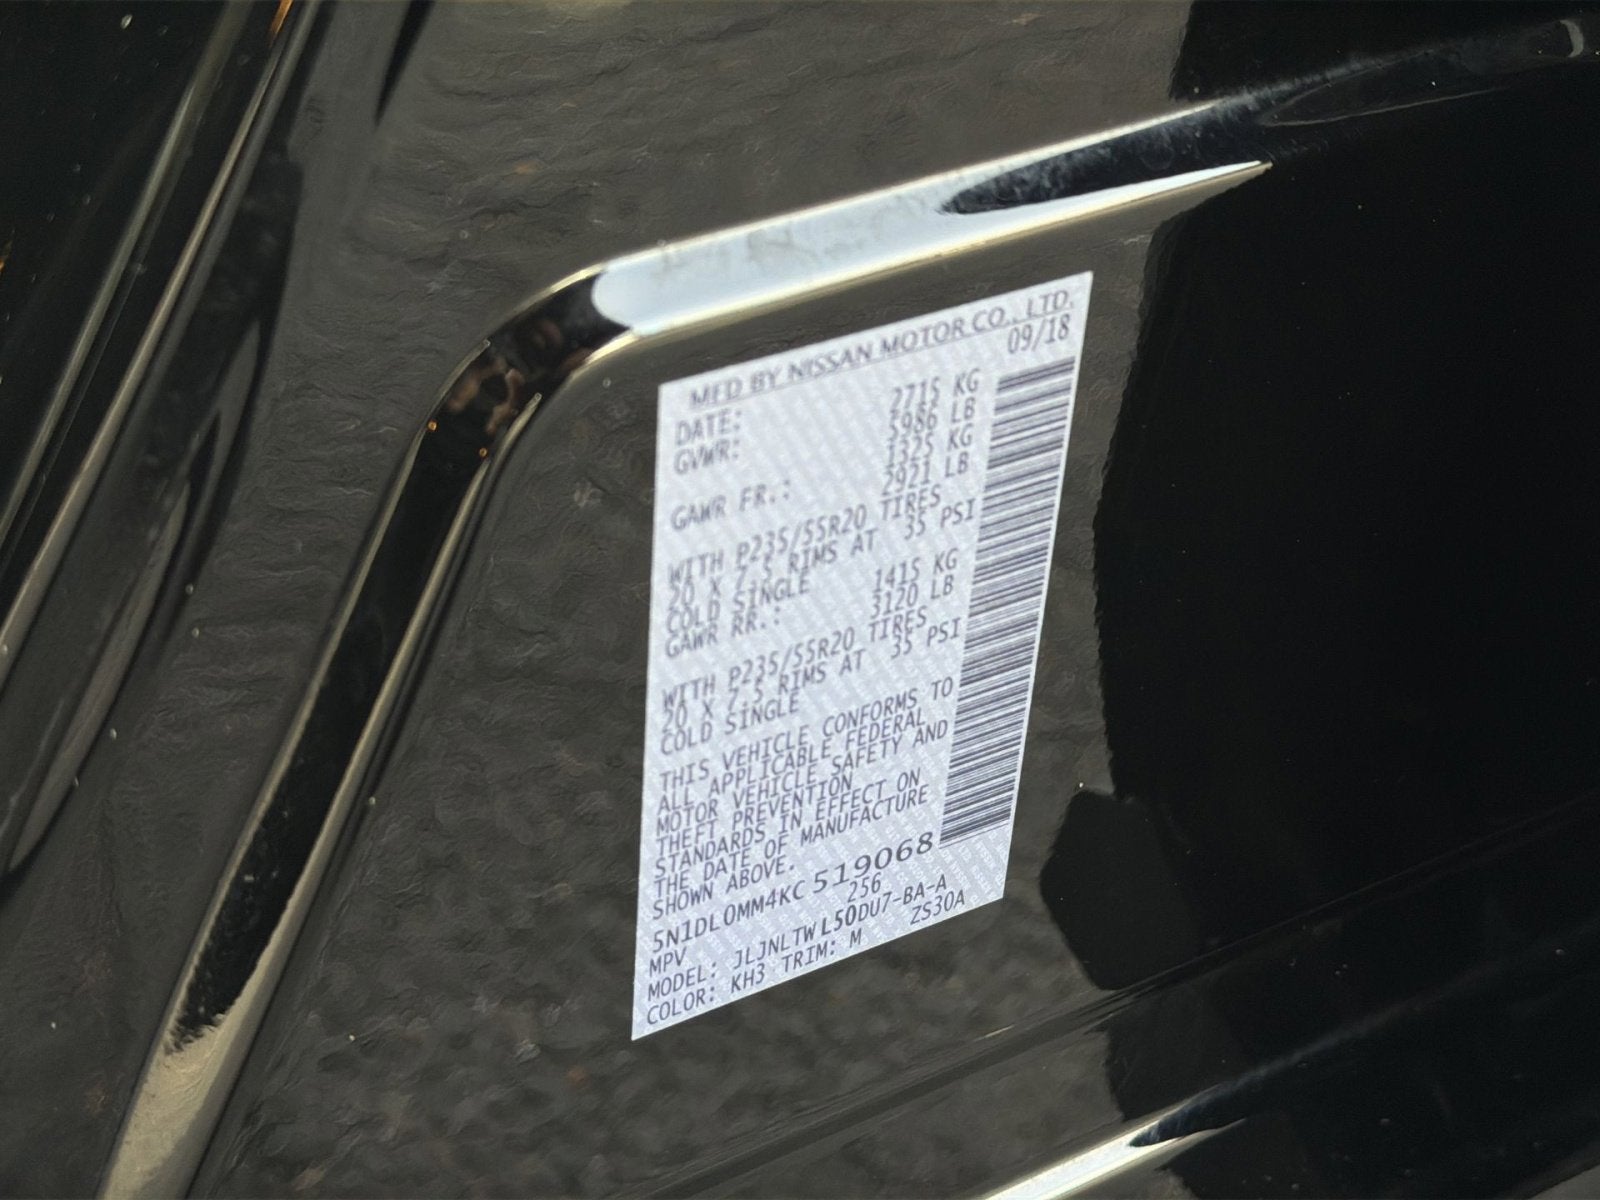 MFD BY NISSAN MOTOR CO., LTD.
DATE: 09/18
GVWR: 2715 KG
5986 LB
GAWR FR.: 1325 KG
2921 LB
WITH P235/55R20 TIRES
20 X 7.5 RIMS AT 35 PSI
COLD SINGLE
GAWR RR.: 1415 KG
3120 LB
WITH P235/55R20 TIRES
20 X 7.5 RIMS AT 35 PSI
COLD SINGLE
THIS VEHICLE CONFORMS TO
ALL APPLICABLE FEDERAL
MOTOR VEHICLE SAFETY AND
THEFT PREVENTION
STANDARDS IN EFFECT ON
THE DATE OF MANUFACTURE
SHOWN ABOVE.
5N1DL0MM4KC519068
MPV 256
MODEL: JLJNLTWL50DU7-BA-A
COLOR: KH3 TRIM: M ZS30A